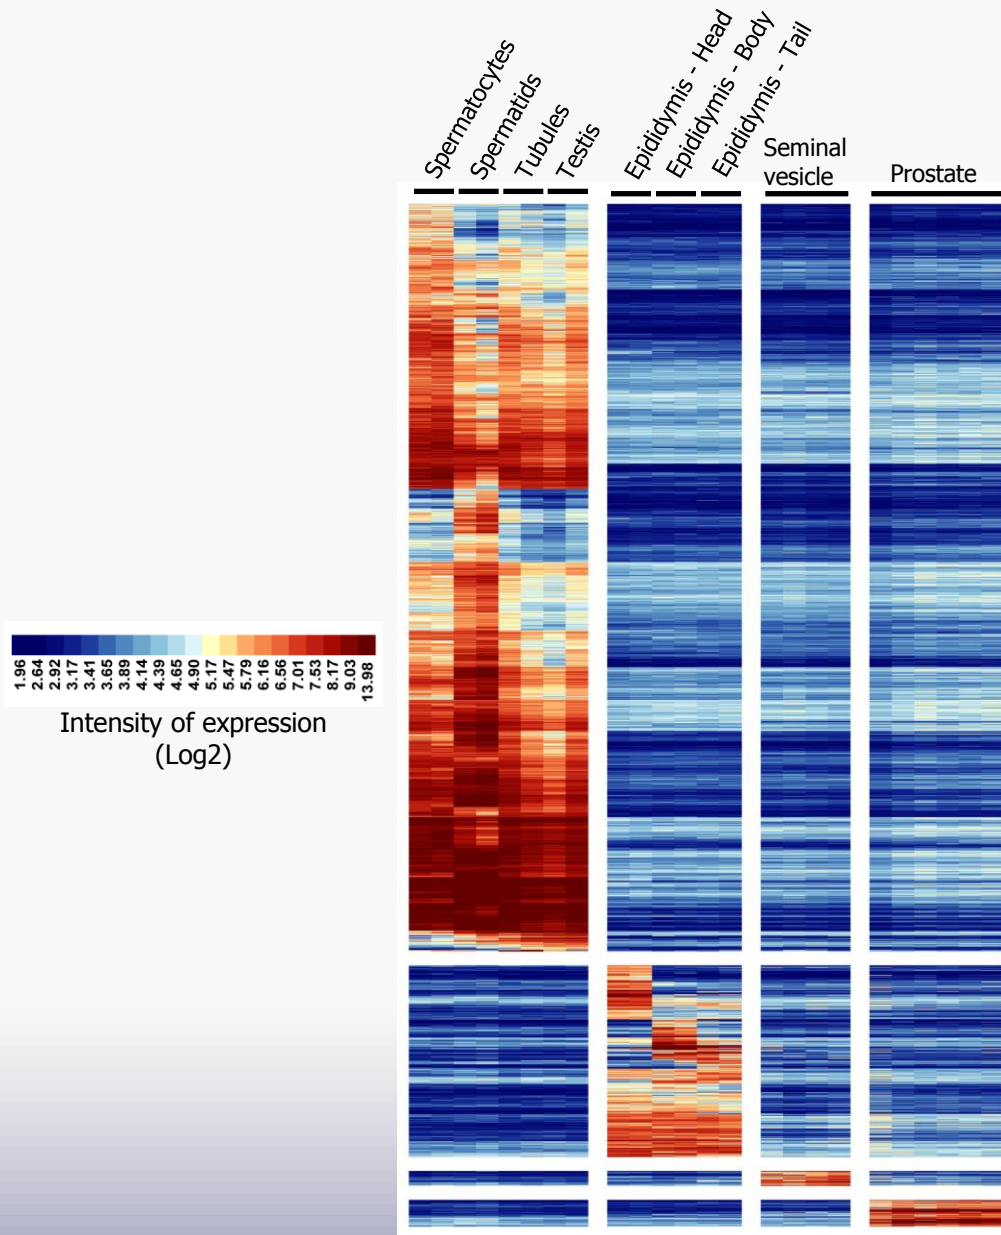 Spermatocytes
Spermatids
Tubules
Testis
Epididymis - Head
Epididymis - Body
Epididymis - Tail
Seminal
vesicle
Prostate
1.96
2.64
2.92
3.17
3.41
3.65
3.89
4.14
4.39
4.65
4.90
5.17
5.47
5.79
6.16
6.56
7.01
7.53
8.17
9.03
13.98
Intensity of expression
(Log2)